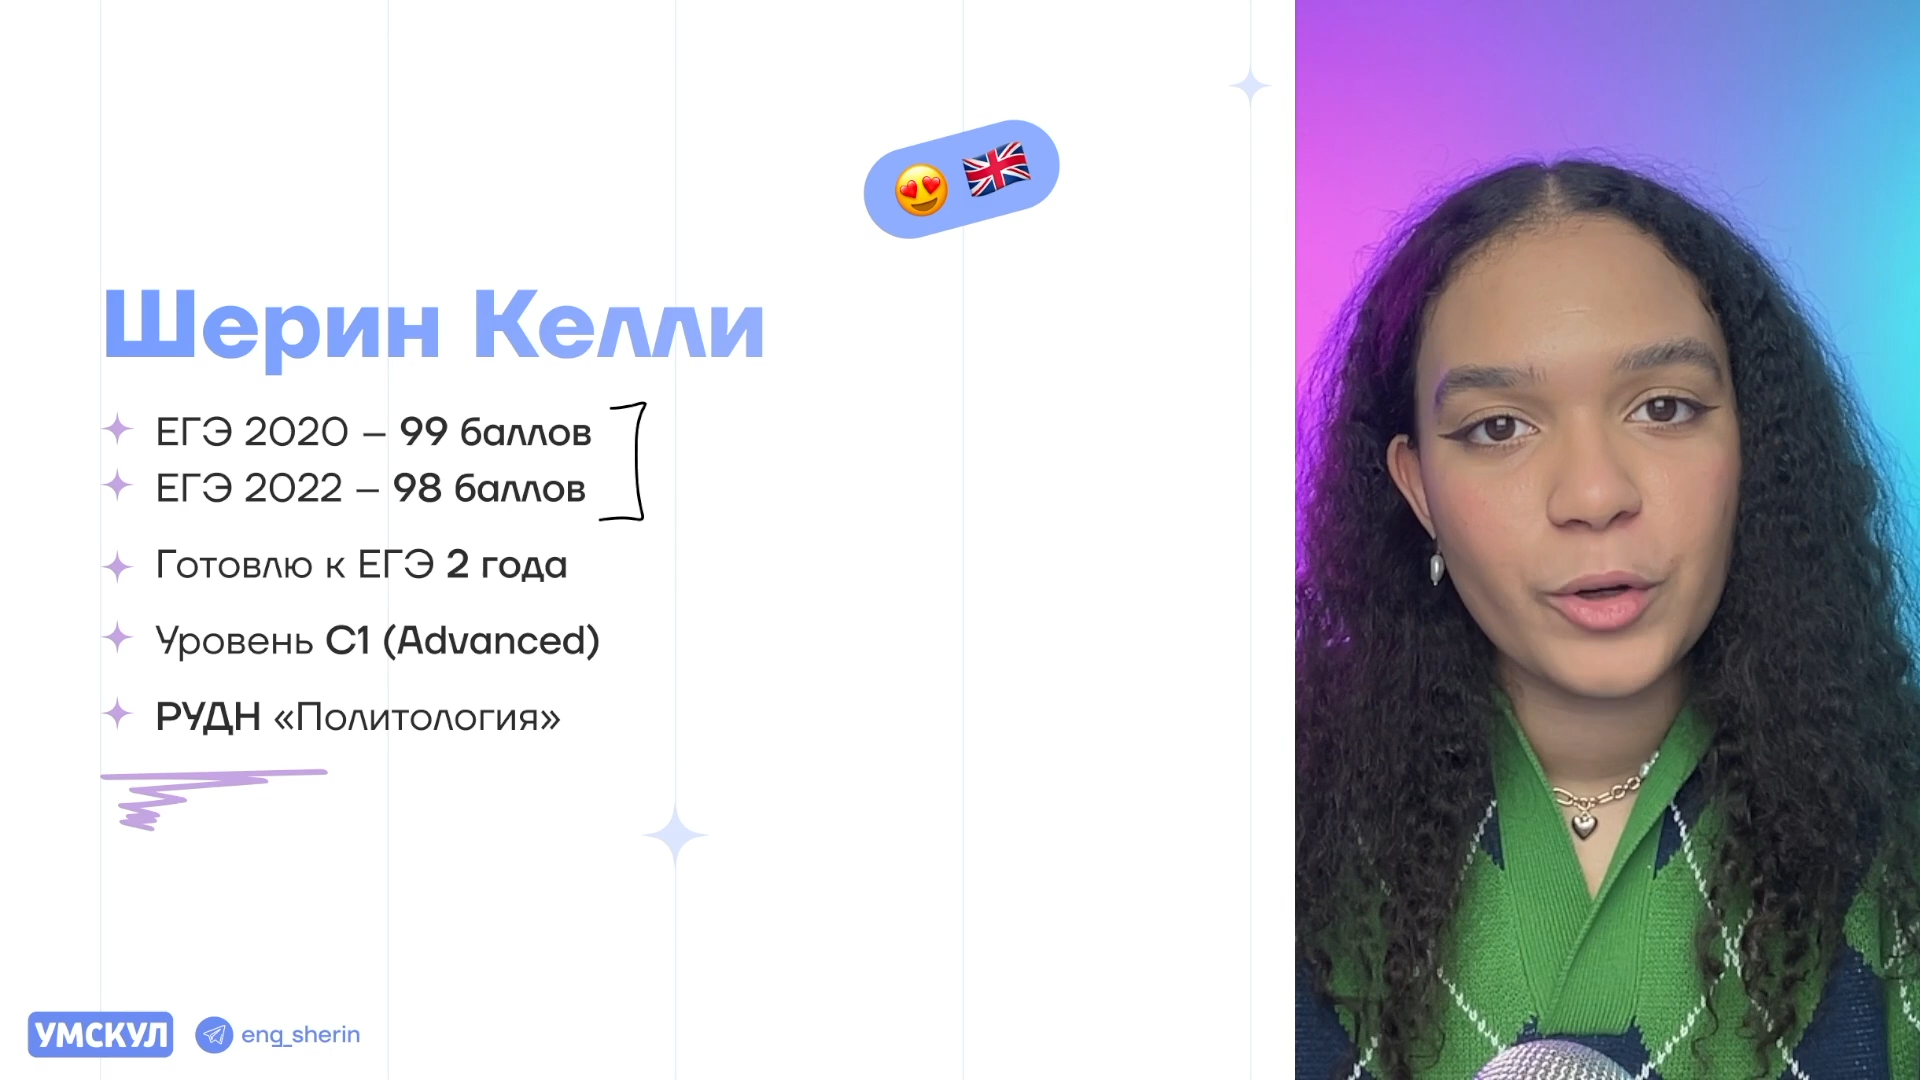 Шерин Келли
ЕГЭ 2020 – 99 баллов
ЕГЭ 2022 – 98 баллов
Готовлю к ЕГЭ 2 года
Уровень C1 (Advanced)
РУДН «Политология»
УМСКУЛ
eng_sherin